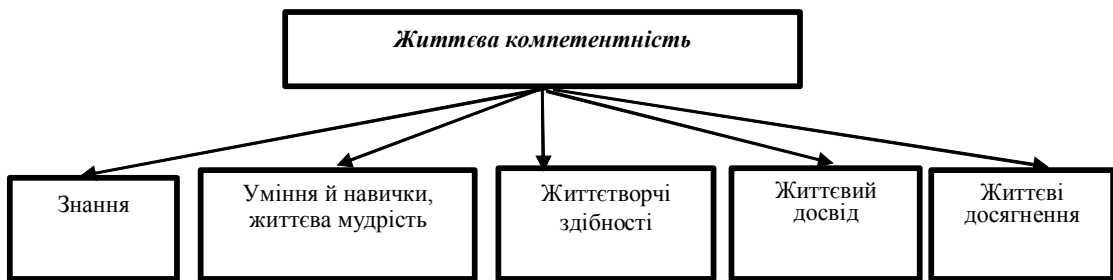 Життєва компетентність
Знання
Уміння й навички,
життєва мудрість
Життєтворчі
здібності
Життєвий
досвід
Життєві
досягнення